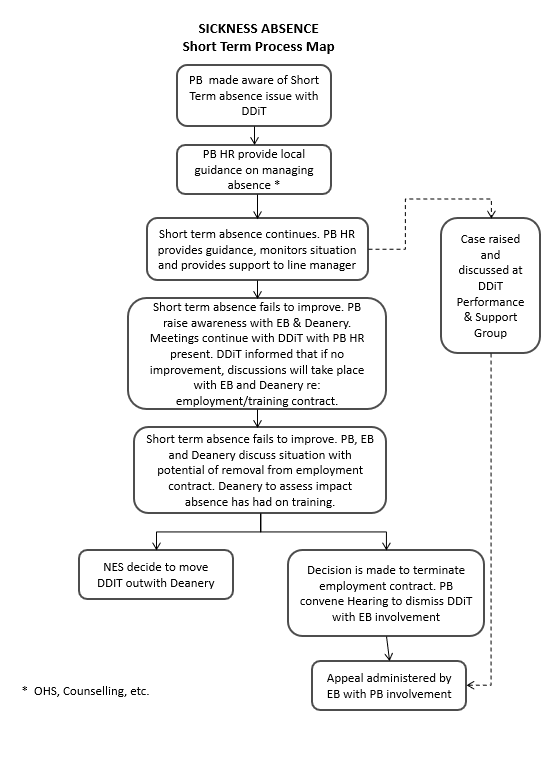 SICKNESS ABSENCE
Short Term Process Map
PB  made aware of Short
Term absence issue with
DDiT
PB HR provide local
guidance on managing
absence *
Short term absence continues. PB HR
provides guidance, monitors situation
and provides support to line manager
Case raised
and
discussed at
DDiT
Performance
& Support
Group
Short term absence fails to improve. PB
raise awareness with EB & Deanery.
Meetings continue with DDiT with PB HR
present. DDiT informed that if no
improvement, discussions will take place
with EB and Deanery re:
employment/training contract.
Short term absence fails to improve. PB, EB
and Deanery discuss situation with
potential of removal from employment
contract. Deanery to assess impact
absence has had on training.
NES decide to move
DDIT outwith Deanery
Decision is made to terminate
employment contract. PB
convene Hearing to dismiss DDiT
with EB involvement
Appeal administered by
EB with PB involvement
*  OHS, Counselling, etc.